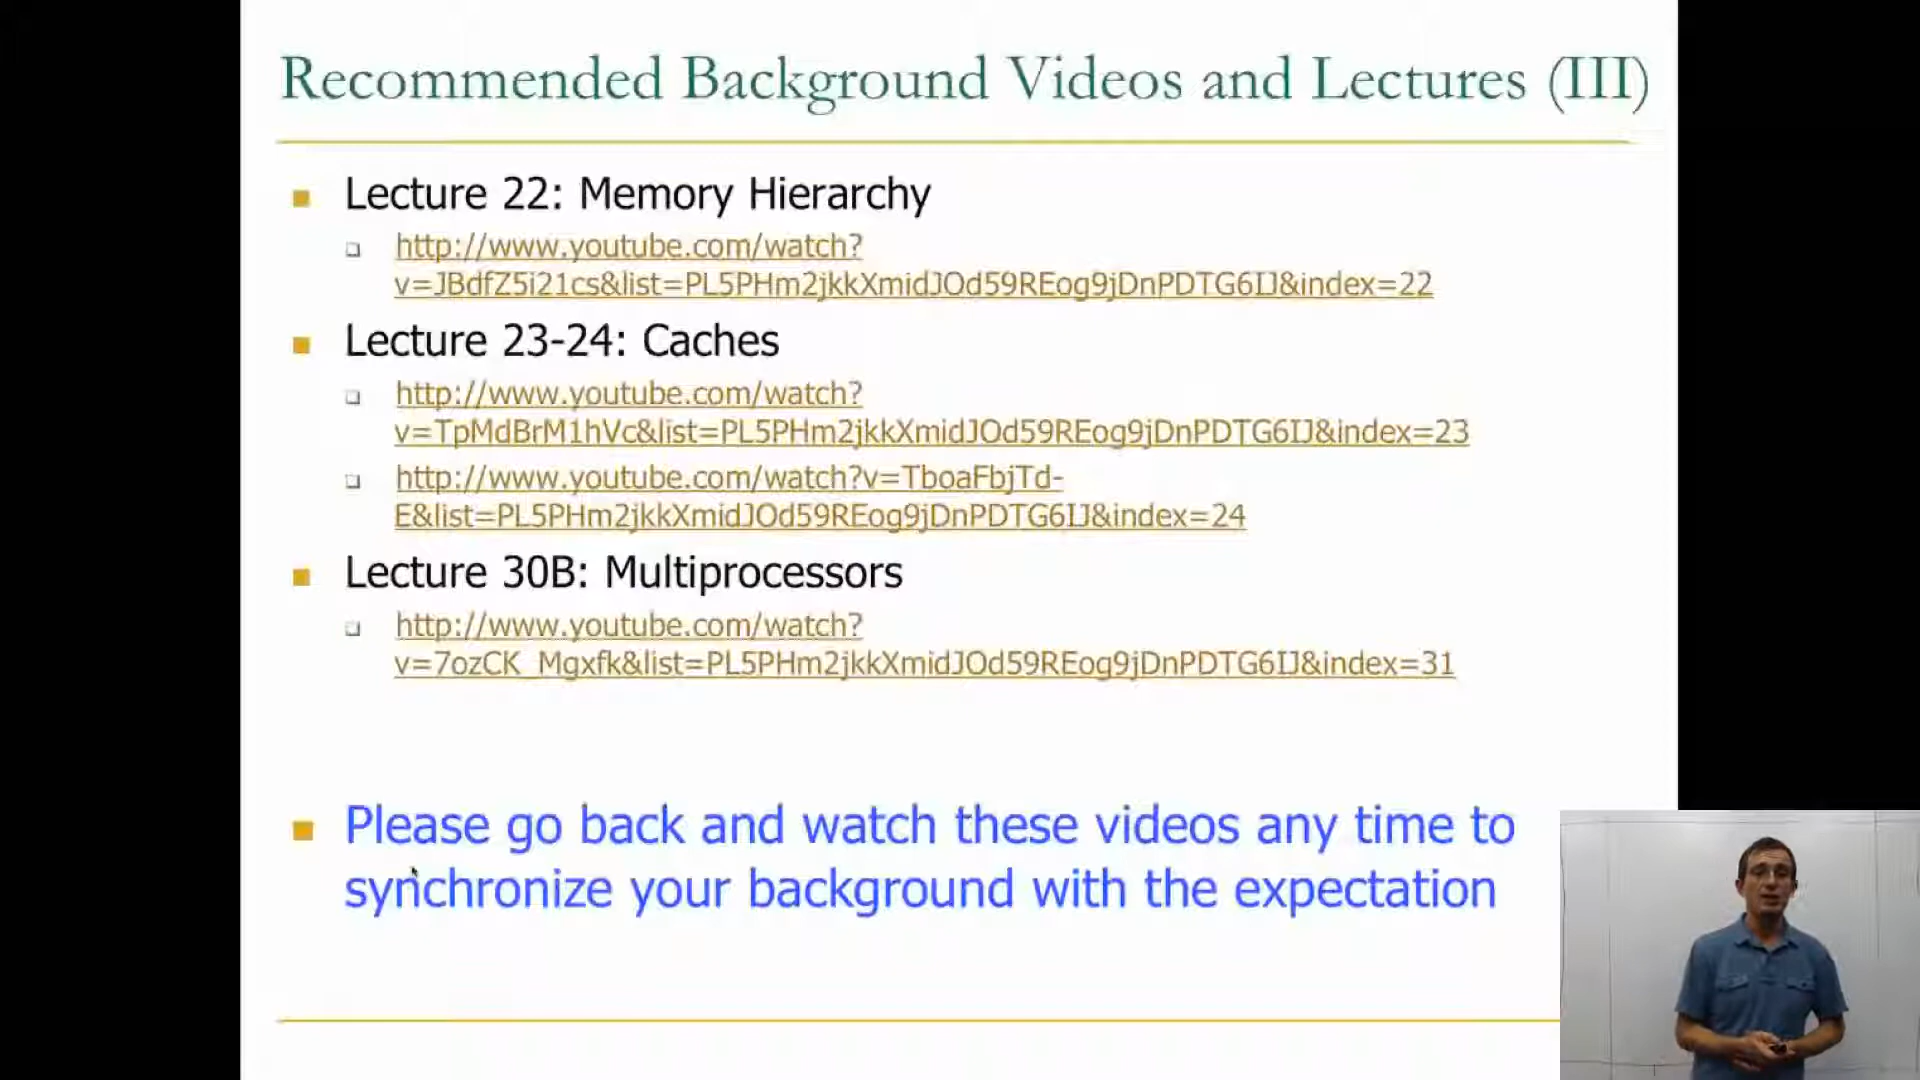 Recommended Background Videos and Lectures (III)
Lecture 22: Memory Hierarchy
http://www.youtube.com/watch?
v=JBdfZ5i21cs&list=PL5PHm2jkkXmidJOd59REog9jDnPDTG6IJ&index=22
Lecture 23-24: Caches
http://www.youtube.com/watch?
v=TpMdBrM1hVc&list=PL5PHm2jkkXmidJOd59REog9jDnPDTG6IJ&index=23
http://www.youtube.com/watch?v=TboaFbjTd-
E&list=PL5PHm2jkkXmidJOd59REog9jDnPDTG6IJ&index=24
Lecture 30B: Multiprocessors
http://www.youtube.com/watch?
v=7ozCK_Mgxfk&list=PL5PHm2jkkXmidJOd59REog9jDnPDTG6IJ&index=31
Please go back and watch these videos any time to
synchronize your background with the expectation